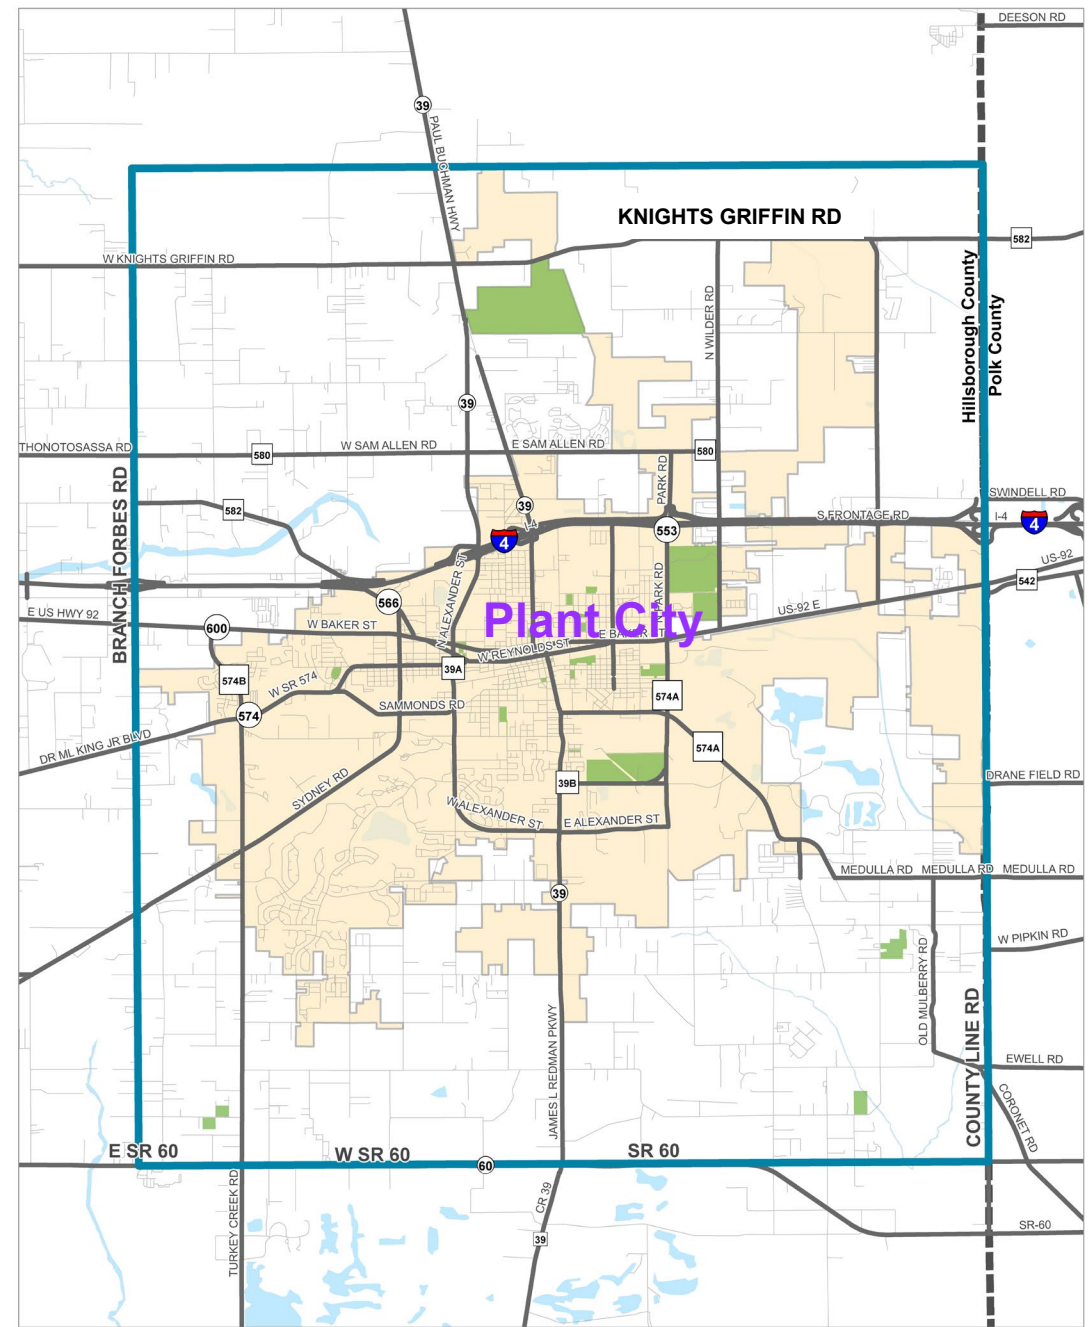 DEESON RD
39
PAUL BUCHMAN HWY
KNIGHTS GRIFFIN RD
582
W KNIGHTS GRIFFIN RD
Hillsborough County
Polk County
N WILDER RD
39
THONOTOSASSA RD
W SAM ALLEN RD
E SAM ALLEN RD
580
580
BRANCH FORBES RD
PARK RD
SWINDELL RD
582
39
I-4
S FRONTAGE RD
I-4
4
553
4
US-92
542
E US HWY 92
566
N ALEXANDER ST
N PARK RD
US-92 E
600
W BAKER ST
Plant City
E BAKER
W REYNOLDS ST
39A
574B
W SR 574
574A
SAMMONDS RD
574
574A
DR ML KING JR BLVD
SYDNEY RD
39B
DRANE FIELD RD
W ALEXANDER ST
E ALEXANDER ST
MEDULLA RD
MEDULLA RD
MEDULLA RD
39
W PIPKIN RD
OLD MULBERRY RD
COUNTY LINE RD
JAMES L REDMAN PKWY
EWELL RD
CORONET RD
E SR 60
W SR 60
SR 60
60
TURKEY CREEK RD
CR 39
39
SR-60